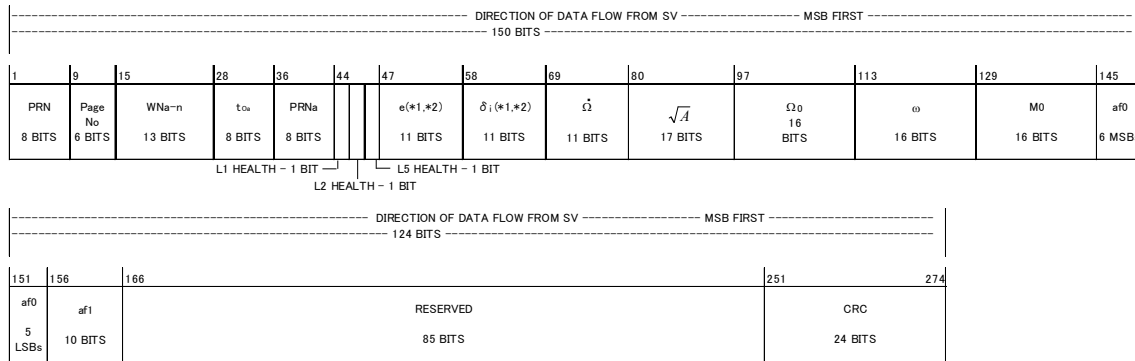 DIRECTION OF DATA FLOW FROM SV MSB FIRST
150 BITS
1 9 15 28 36 44 47 58 69 80 97 113 129 145
PRN Page No WNa-n tOa PRNa e(*1,*2) δi(*1,*2) Ω̇ √A Ω0 ω M0 af0
8 BITS 6 BITS 13 BITS 8 BITS 8 BITS 11 BITS 11 BITS 11 BITS 17 BITS 16 BITS 16 BITS 16 BITS 6 MSB
L1 HEALTH - 1 BIT L5 HEALTH - 1 BIT
L2 HEALTH - 1 BIT
DIRECTION OF DATA FLOW FROM SV MSB FIRST
124 BITS
151 156 166 251 274
af0 af1 RESERVED CRC
5 LSBs 10 BITS 85 BITS 24 BITS